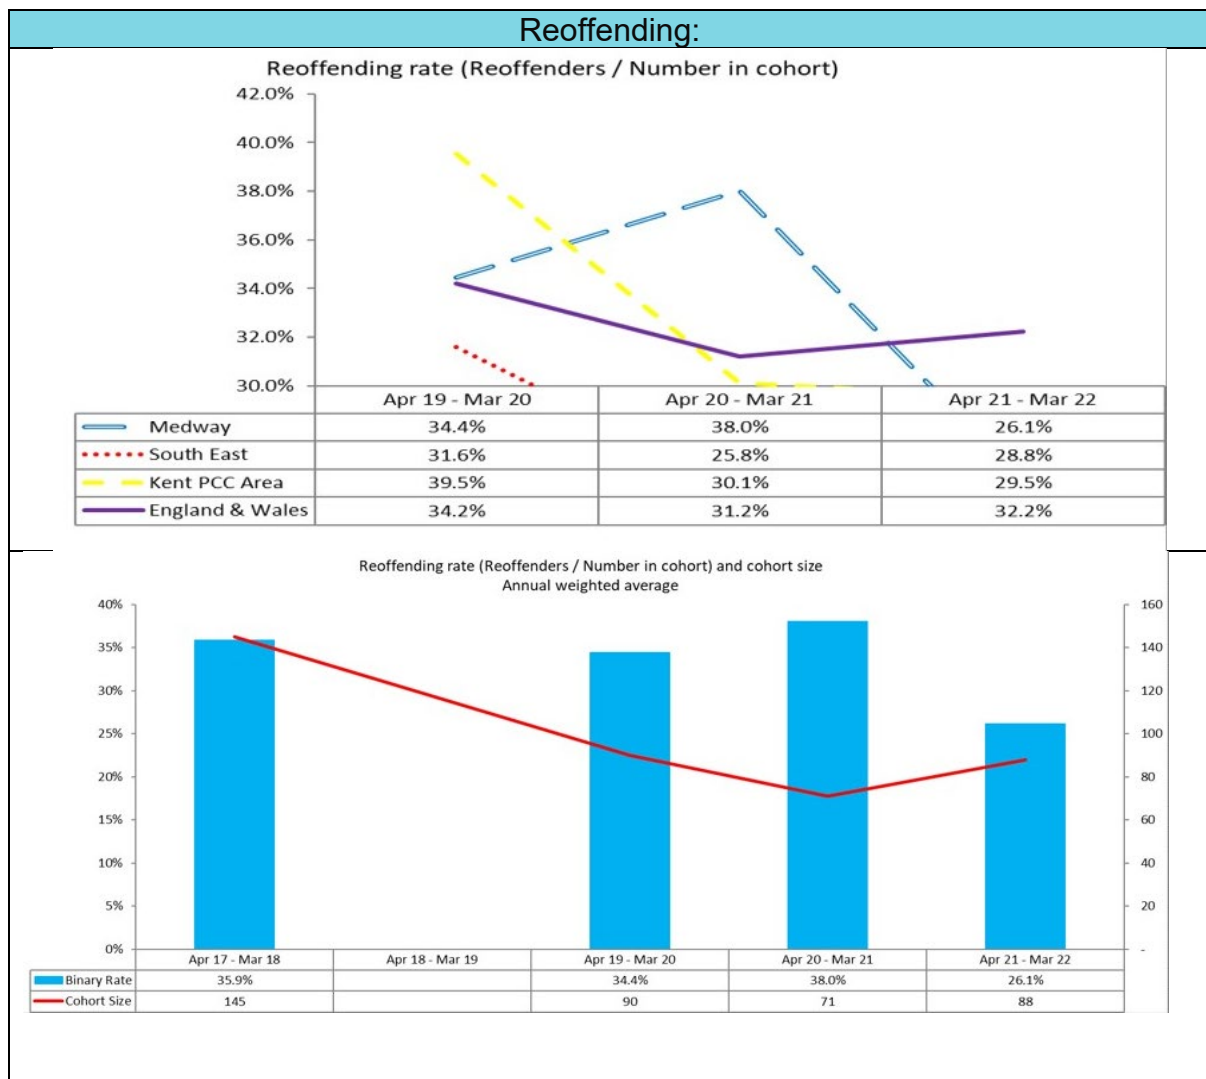 Reoffending:
Reoffending rate (Reoffenders / Number in cohort)
42.0%
40.0%
38.0%
36.0%
34.0%
32.0%
30.0%
Apr 19 - Mar 20 Apr 20 - Mar 21 Apr 21 - Mar 22
Medway 34.4% 38.0% 26.1%
South East 31.6% 25.8% 28.8%
Kent PCC Area 39.5% 30.1% 29.5%
England & Wales 34.2% 31.2% 32.2%
Reoffending rate (Reoffenders / Number in cohort) and cohort size
Annual weighted average
40% 160
35% 140
30% 120
25% 100
20% 80
15% 60
10% 40
5% 20
0% -
Apr 17 - Mar 18 Apr 18 - Mar 19 Apr 19 - Mar 20 Apr 20 - Mar 21 Apr 21 - Mar 22
Binary Rate 35.9% 34.4% 38.0% 26.1%
Cohort Size 145 90 71 88